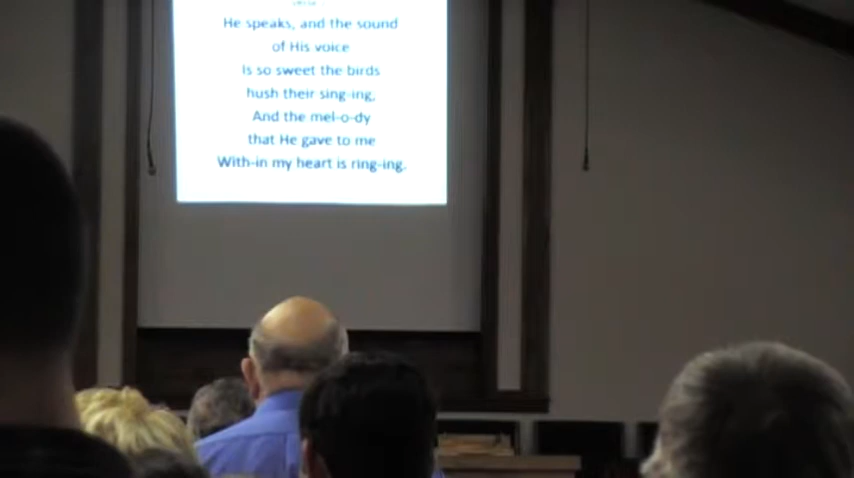 He speaks, and the sound
of His voice
Is so sweet the birds
hush their sing-ing,
And the mel-o-dy
that He gave to me
With-in my heart is ring-ing.